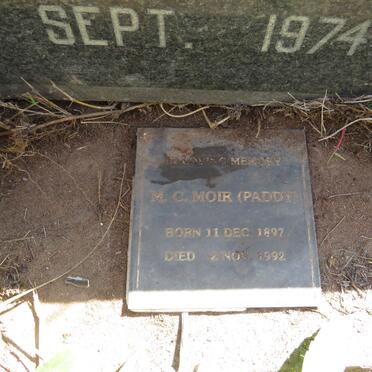 SEPT. 1974
IN LOVING MEMORY
M. C. MOIR (PADDY)
BORN 11 DEC 1897
DIED 2 NOV 1992